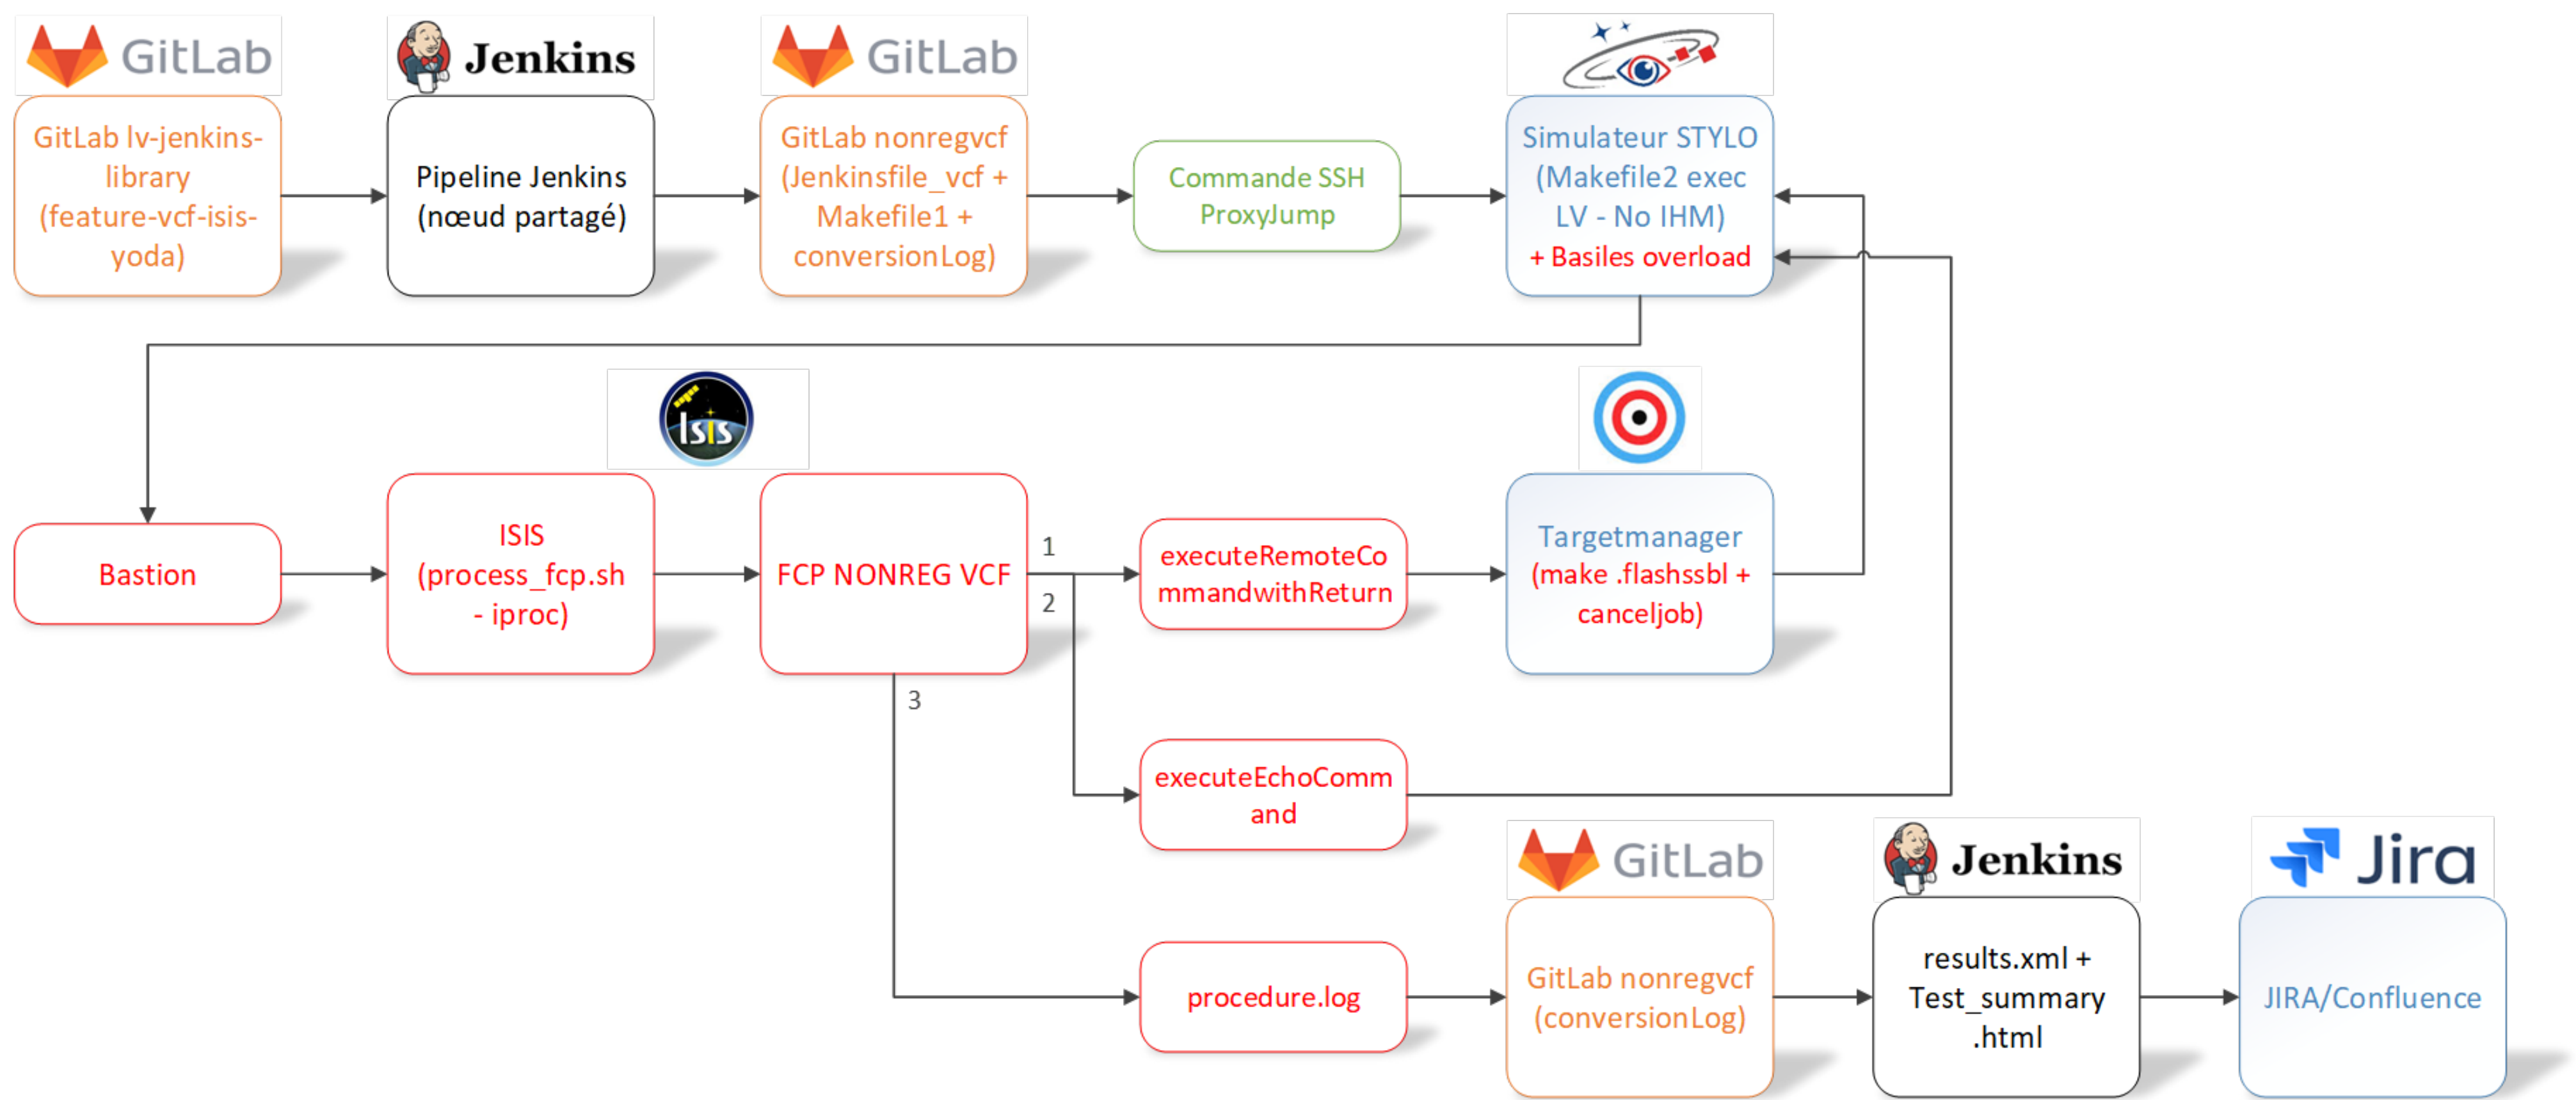 GitLab
Jenkins
GitLab
GitLab lv-jenkins-
library
(feature-vcf-isis-
yoda)
Pipeline Jenkins
(nœud partagé)
GitLab nonregvcf
(Jenkinsfile_vcf +
Makefile1 +
conversionLog)
Commande SSH
ProxyJump
Simulateur STYLO
(Makefile2 exec
LV - No IHM)
+ Basiles overload
Isis
Bastion
ISIS
(process_fcp.sh
- iproc)
FCP NONREG VCF
1
2
3
executeRemoteCo
mmandwithReturn
Targetmanager
(make .flashssbl +
canceljob)
executeEchoComm
and
GitLab
Jenkins
Jira
procedure.log
GitLab nonregvcf
(conversionLog)
results.xml +
Test_summary
.html
JIRA/Confluence